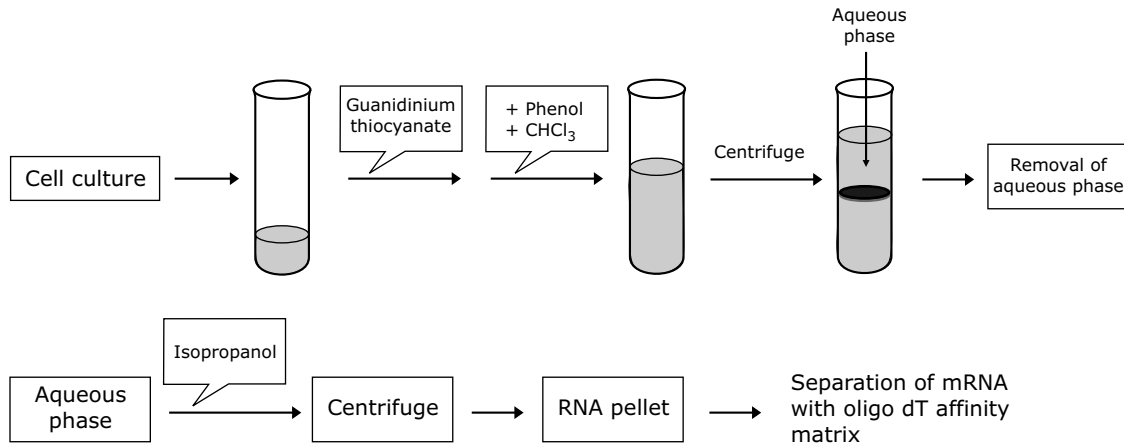 Aqueous
phase
Guanidinium
thiocyanate
+ Phenol
+ CHCl₃
Cell culture
Centrifuge
Removal of
aqueous phase
Isopropanol
Aqueous
phase
Centrifuge
RNA pellet
Separation of mRNA
with oligo dT affinity
matrix